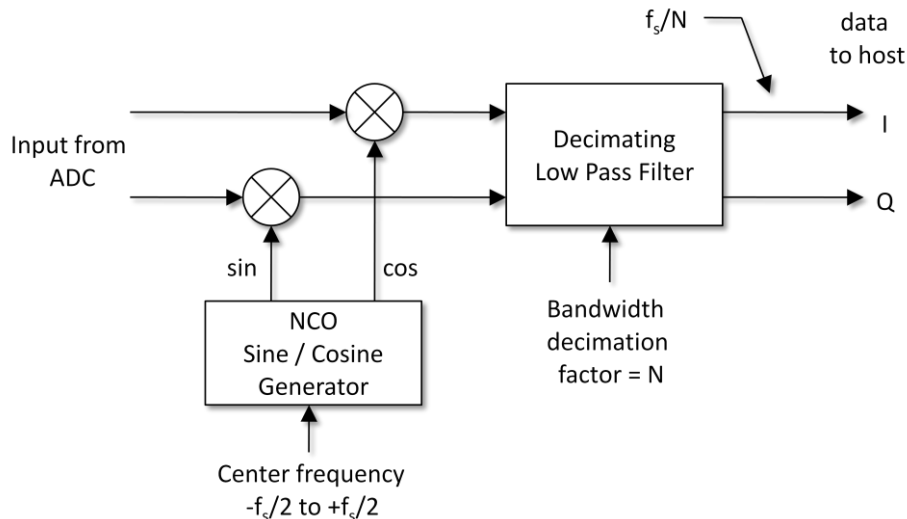 f_s/N
data
to host
Input from
ADC
Decimating
Low Pass Filter
I
Q
sin
cos
NCO
Sine / Cosine
Generator
Bandwidth
decimation
factor = N
Center frequency
-f_s/2 to +f_s/2